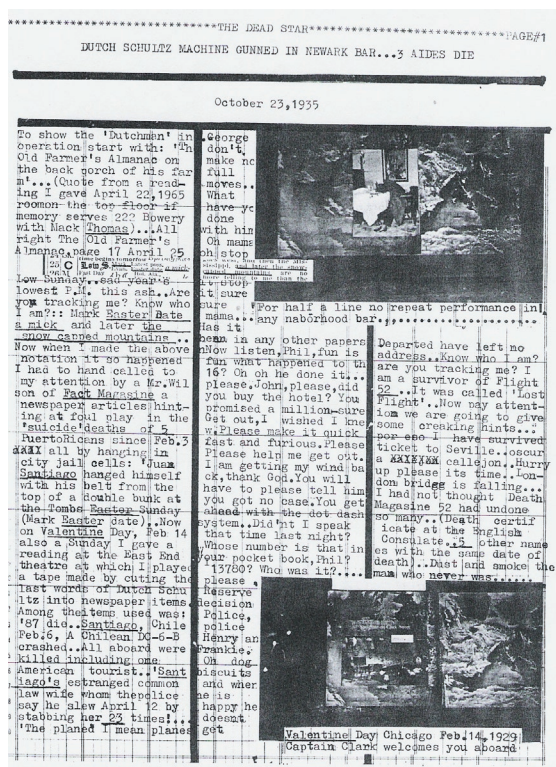 THE DEAD STAR
PAGE#1
DUTCH SCHULTZ MACHINE GUNNED IN NEWARK BAR...3 AIDES DIE
October 23,1935
To show the 'Dutchman' in
operation start with: 'Th
Old Farmer's Almanac on
the back porch of his far
m'...(Quote from a read-
ing I gave April 22,1965
roomon the top floor if
memory serves 222 Bowery
with Mack Thomas)...All
right The Old Farmer's
Almanac,page 17 April 25
Low Sunday..sad year's
lowest P.M. this ash..Are
you tracking me? Know who
I am?:: Mark Easter Date
a mick and later the
snow capped mountains ..
Now when I made the above
notation it so happened
I had to hand called to
my attention by a Mr.Wil
son of Fact Magasine a
newspaper articles hint-
ing at foul play in the
'suicide'deaths of 5
PuertoRicans since Feb.3
XXXI all by hanging in
city jail cells: 'Juan
Santiago hanged himself
with his belt from the
top of a double bunk at
the Tombs Easter Sunday
(Mark Easter date)..Now
on Valentine Day, Feb 14
also a Sunday I gave a
reading at the East End
theatre at which I played
a tape made by cuting the
last words of Dutch Schu
ltz into newspaper items.
Among theitems used was:
'87 die..Santiago, Chile
Feb.6, A Chilean DC-6-B
crashed..All aboard were
killed including one
American tourist..'Sant
iago's estranged common
law wife whom thepolice
say he slew April 12 by
stabbing her 23 times!...
'The planed I mean planes
.George
don't
make no
full
moves..
What
have yo
done
with him
Oh mama
oh stop
it stop
it sure
sure
mama...
Has it
been in any other papers
Now listen,Phil,fun is
fun what happened to th
16? Oh oh he done it...
please.John,please,did
you buy the hotel? You
promised a million-sure
Get out.I wished I kne
w.Please make it quick
fast and furious.Please
Please help me get out.
I am getting my wind ba
ck,thank God.You will
have to please tell him
you got no case.You get
ahead with the dot dash
system..Did'nt I speak
that time last night?
Whose number is that in
your pocket book,Phil?
13780? Who was it?....
please
Reserve
decision
Police,
police
Henry an
Frankie.
Oh dog
biscuits
and when
he is
happy he
doesnt
get
'For half a line no repeat performance in
any naborhood bar......
Departed have left no
address..Know who I am?
are you tracking me? I
am a survivor of Flight
52..It was called 'Lost
Flight'..Now pay attent-
ion we are going to give
some creaking hints...
por eso I have survived
ticket to Seville..oscur
a callejon..Hurry
up please its time..Lon-
don bridge is falling..
I had not thought Death
Magasine 52 had undone
so many..(Death certif
icate at the English
Consulate..5 other name
es with the same date of
death)..Dust and smoke the
man who never was......
Valentine Day Chicago Feb.14,1929
Captain Clark welcomes you aboard